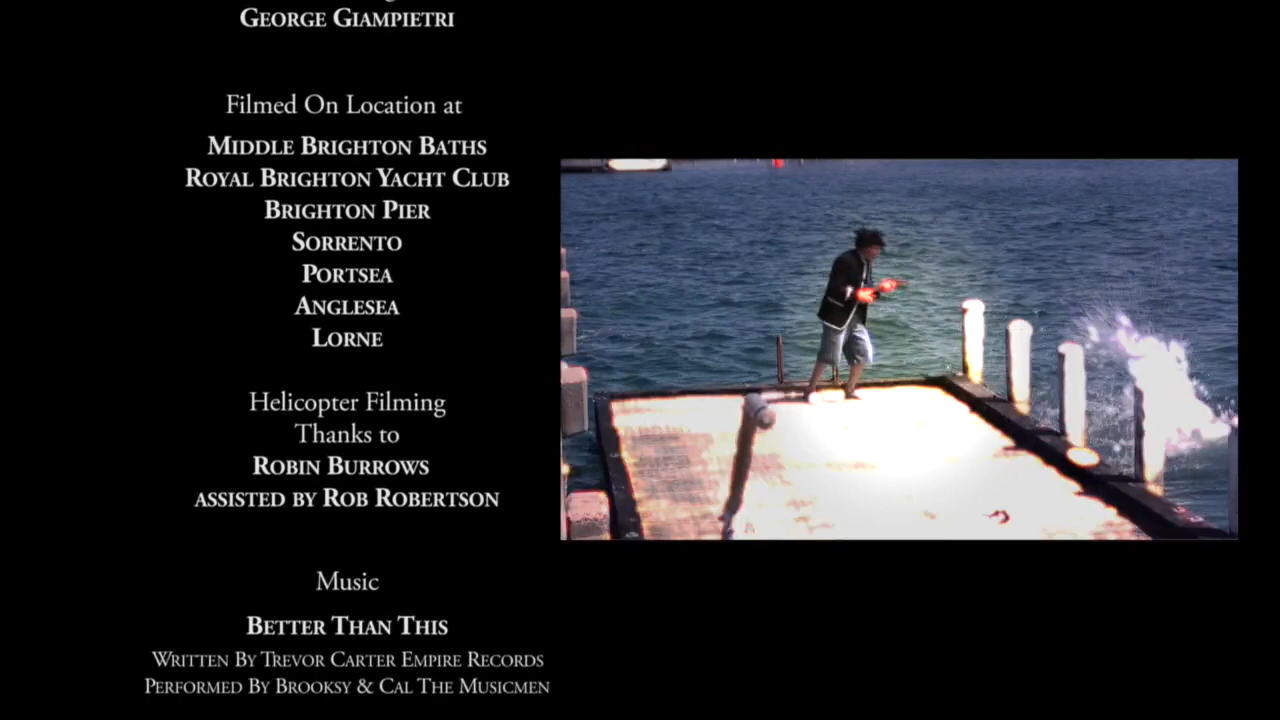 George Giampietri
Filmed On Location at
Middle Brighton Baths
Royal Brighton Yacht Club
Brighton Pier
Sorrento
Portsea
Anglesea
Lorne
Helicopter Filming
Thanks to
Robin Burrows
assisted by Rob Robertson
Music
Better Than This
Written By Trevor Carter Empire Records
Performed By Brooksy & Cal The Musicmen